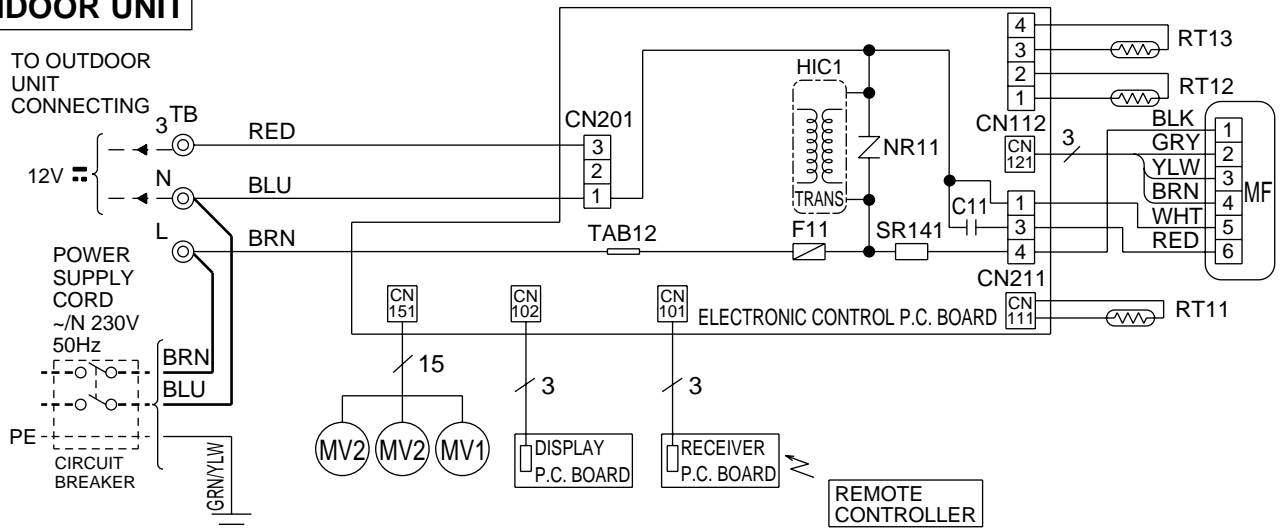 NDOOR UNIT
TO OUTDOOR
UNIT
CONNECTING
12V
3
TB
N
L
RED
BLU
BRN
POWER
SUPPLY
CORD
~/N 230V
50Hz
BRN
BLU
PE
CIRCUIT
BREAKER
GRN/YLW
CN201
3
2
1
TAB12
HIC1
TRANS
NR11
F11
SR141
C11
4
3
2
1
CN112
CN
121
3
1
3
4
CN211
CN
111
RT13
RT12
RT11
BLK
GRY
YLW
BRN
WHT
RED
1
2
3
4
5
6
MF
ELECTRONIC CONTROL P.C. BOARD
CN
151
CN
102
CN
101
15
3
3
MV2
MV2
MV1
DISPLAY
P.C. BOARD
RECEIVER
P.C. BOARD
REMOTE
CONTROLLER